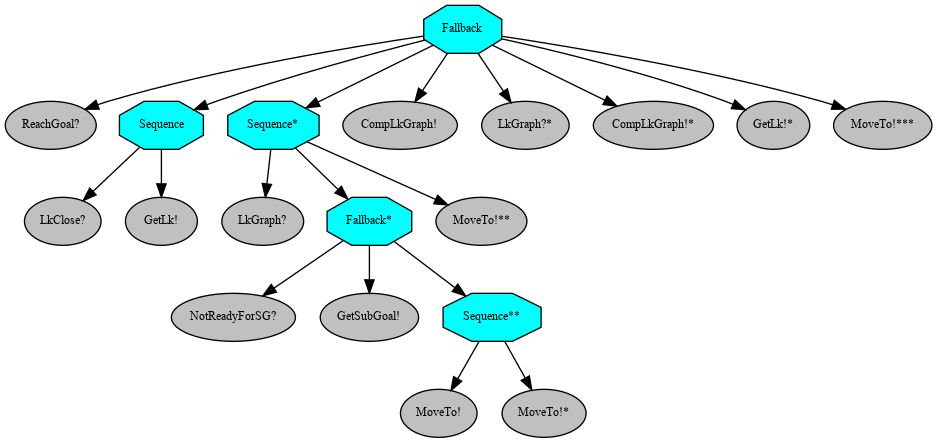 Fallback
ReachGoal?
Sequence
Sequence*
CompLkGraph!
LkGraph?*
CompLkGraph!*
GetLk!*
MoveTo!***
LkClose?
GetLk!
LkGraph?
Fallback*
MoveTo!**
NotReadyForSG?
GetSubGoal!
Sequence**
MoveTo!
MoveTo!*